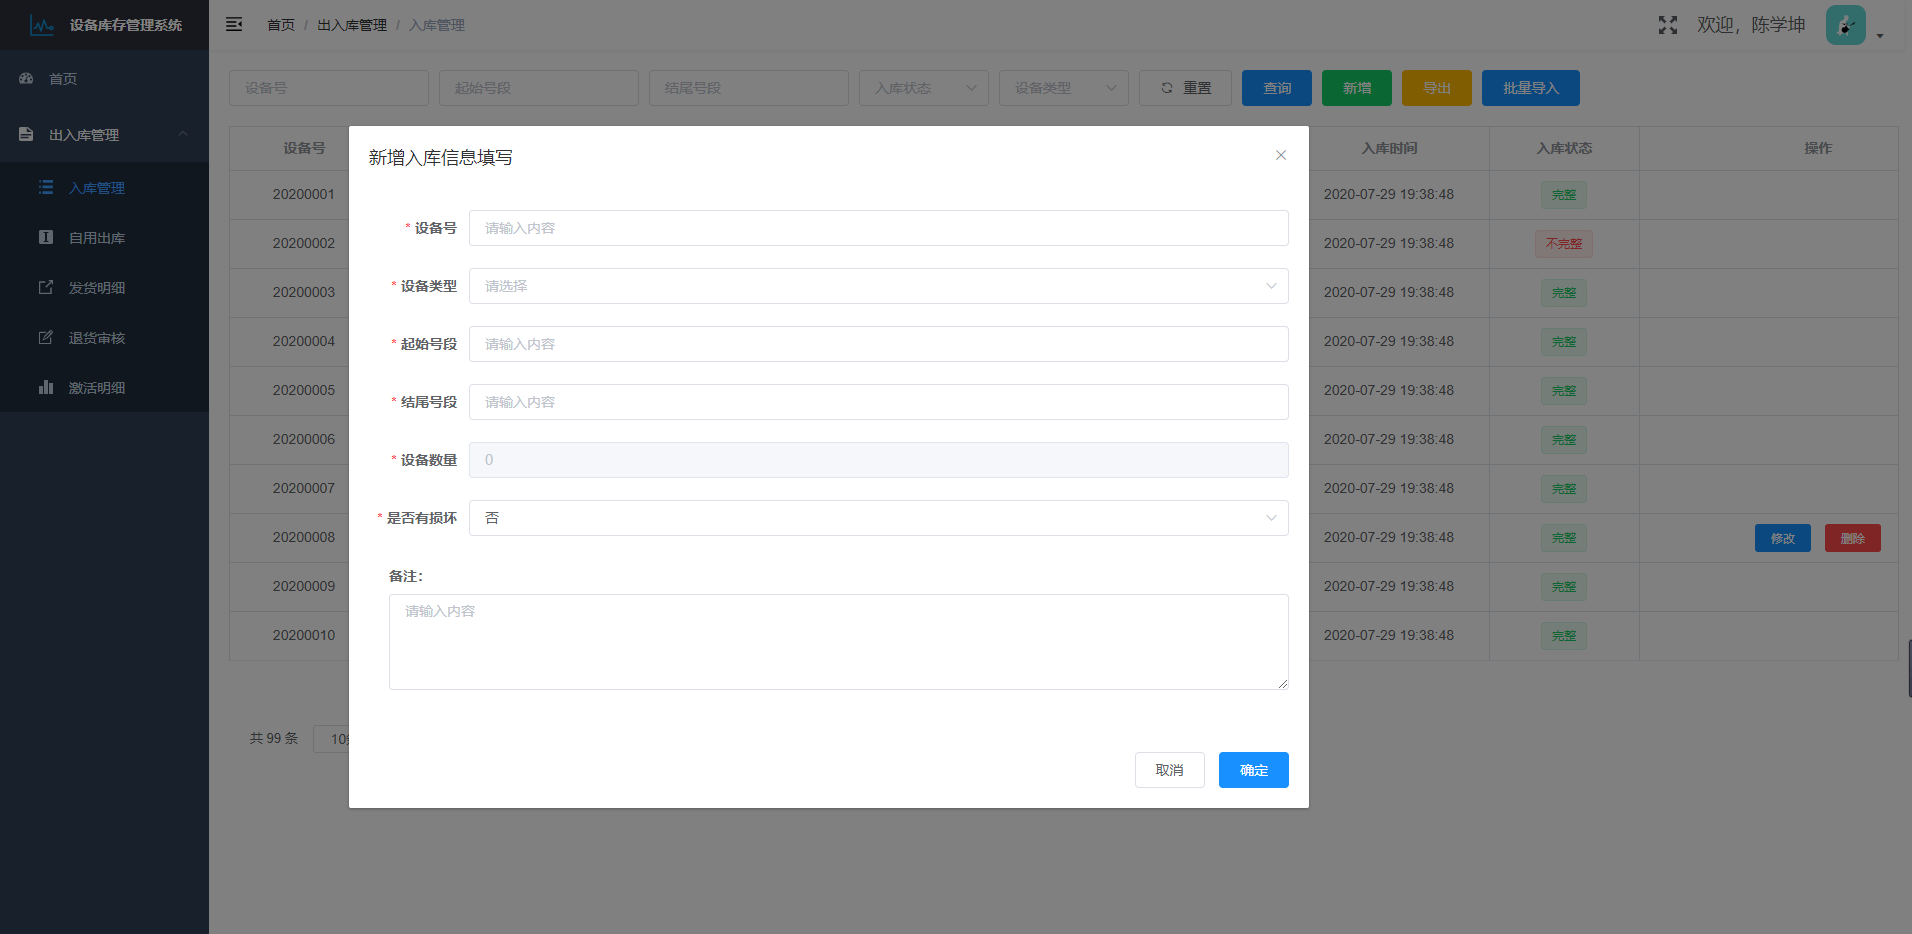 设备库存管理系统
首页 / 出入库管理 / 入库管理
欢迎，陈学坤
首页
出入库管理
入库管理
自用出库
发货明细
退货审核
激活明细
设备号 起始号段 结尾号段 入库状态 设备类型 重置 查询 新增 导出 批量导入
设备号 入库时间 入库状态 操作
20200001 2020-07-29 19:38:48 完整
20200002 2020-07-29 19:38:48 不完整
20200003 2020-07-29 19:38:48 完整
20200004 2020-07-29 19:38:48 完整
20200005 2020-07-29 19:38:48 完整
20200006 2020-07-29 19:38:48 完整
20200007 2020-07-29 19:38:48 完整
20200008 2020-07-29 19:38:48 完整 修改 删除
20200009 2020-07-29 19:38:48 完整
20200010 2020-07-29 19:38:48 完整
共 99 条 10
新增入库信息填写
* 设备号 请输入内容
* 设备类型 请选择
* 起始号段 请输入内容
* 结尾号段 请输入内容
* 设备数量 0
* 是否有损坏 否
备注：
请输入内容
取消 确定